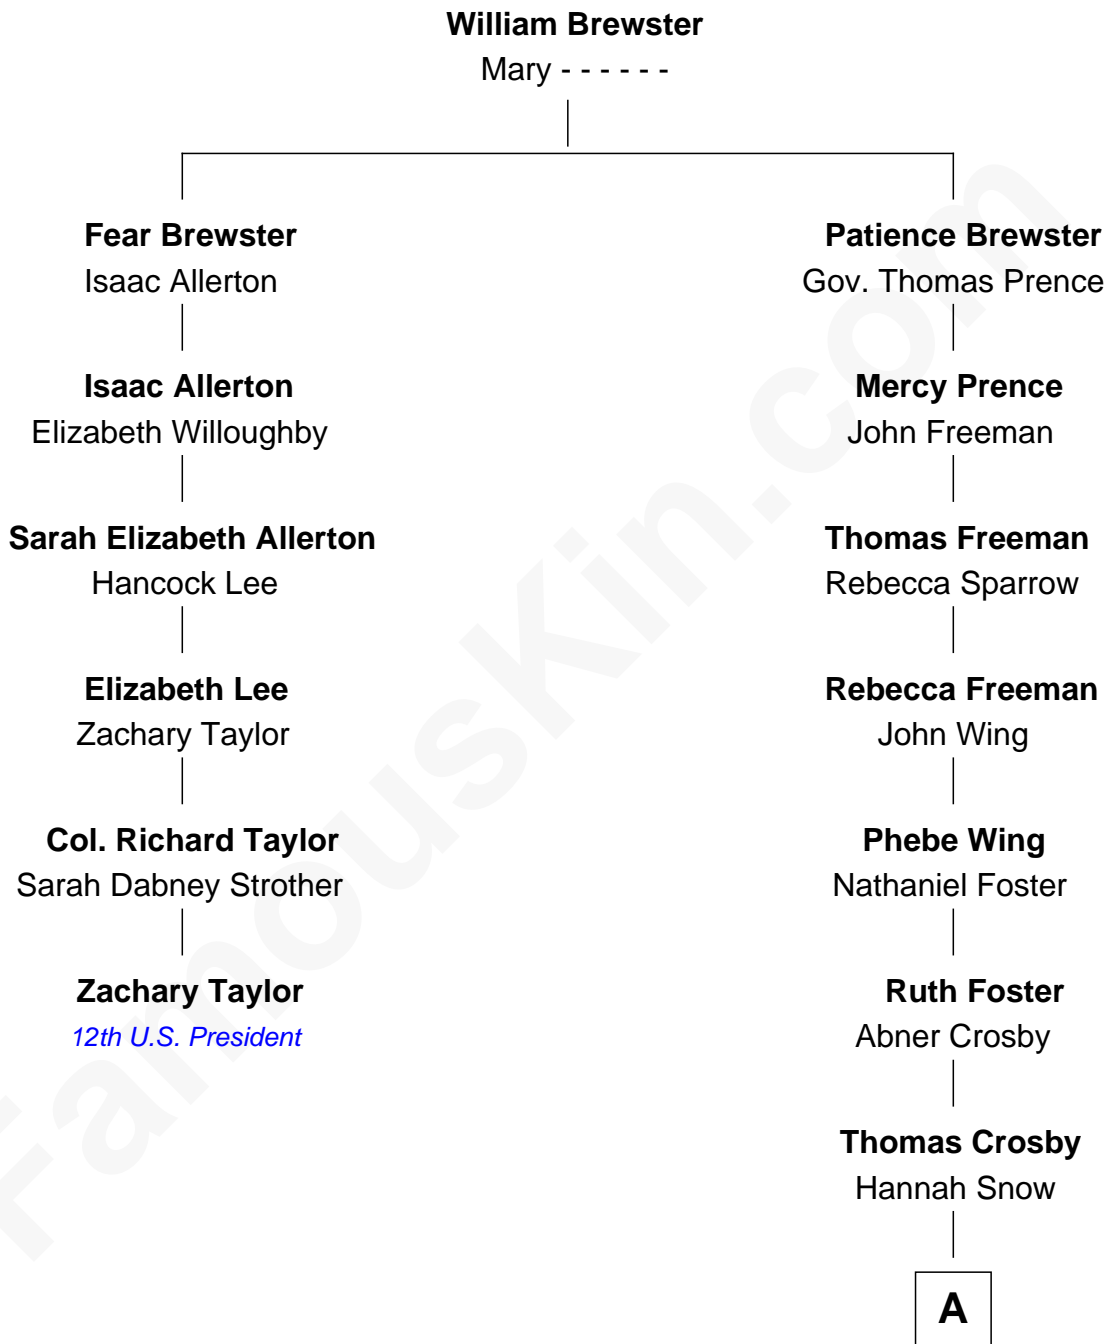 William Brewster
Mary - - - - - -
Fear Brewster
Isaac Allerton
Patience Brewster
Gov. Thomas Prence
Isaac Allerton
Elizabeth Willoughby
Mercy Prence
John Freeman
Sarah Elizabeth Allerton
Hancock Lee
Thomas Freeman
Rebecca Sparrow
Elizabeth Lee
Zachary Taylor
Rebecca Freeman
John Wing
Col. Richard Taylor
Sarah Dabney Strother
Phebe Wing
Nathaniel Foster
Zachary Taylor
12th U.S. President
Ruth Foster
Abner Crosby
Thomas Crosby
Hannah Snow
A
FamousKin.com